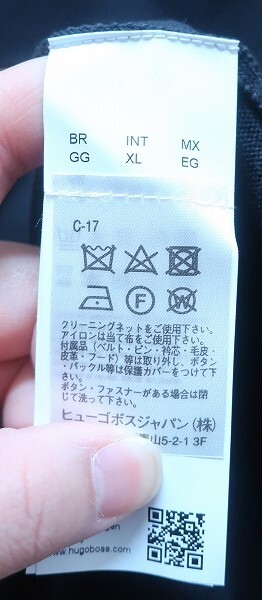 BR INT MX
GG XL EG
C-17
F W
クリーニングネットをご使用下さい。
アイロンは当て布をご使用下さい。
付属品(ベルト・ピン・衿芯・毛皮・
皮革・フード)等は取り外し、ボタン
・バックル等は保護カバーをつけて下
さい。
ボタン・ファスナーがある場合は閉
じて下さい。
ヒューゴボスジャパン(株)
青山5-2-1 3F
www.hugoboss.com